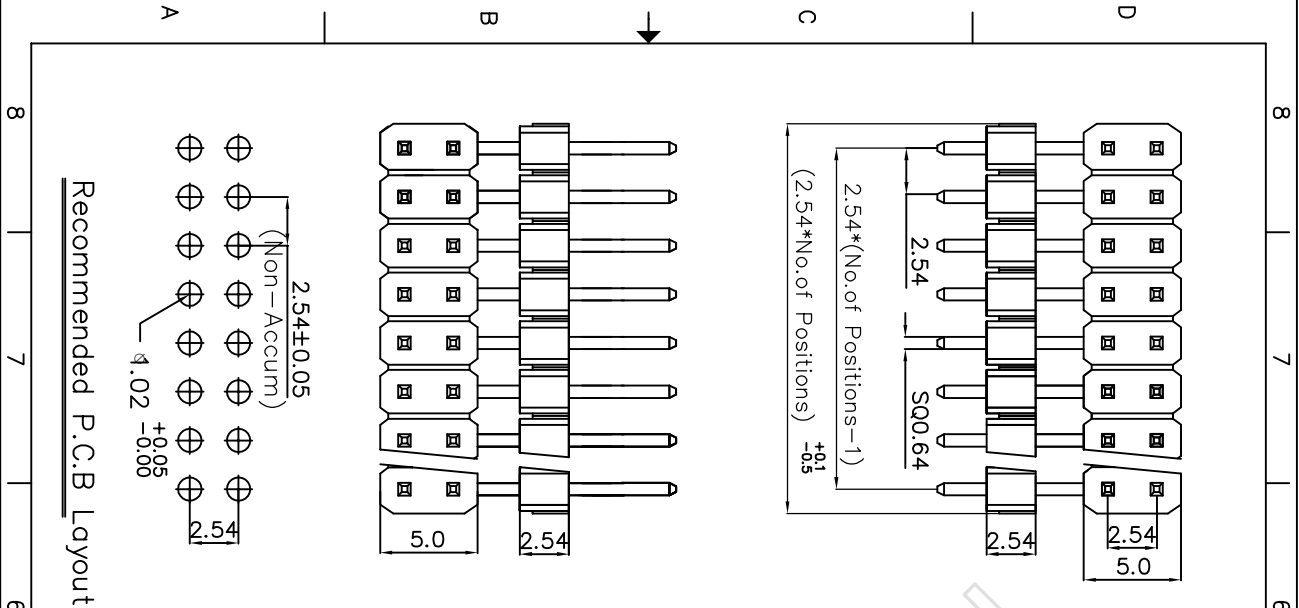 A
B
C
D
8
8
7
7
6
6
2.54
SQ0.64
2.54*(No.of Positions-1)
(2.54*No.of Positions) +0.1 -0.5
2.54
2.54
5.0
5.0
2.54
2.54±0.05
(Non-Accum)
⌀1.02 +0.05 -0.00
2.54
Recommended P.C.B Layout